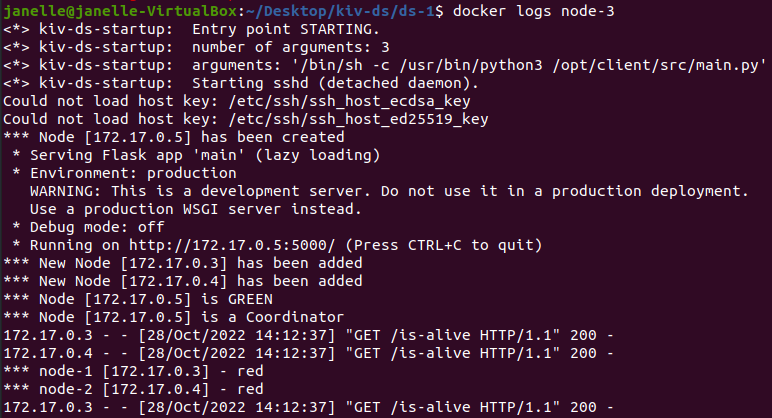 janelle@janelle-VirtualBox:~/Desktop/kiv-ds/ds-1$ docker logs node-3
<*> kiv-ds-startup:  Entry point STARTING.
<*> kiv-ds-startup:  number of arguments: 3
<*> kiv-ds-startup:  arguments: '/bin/sh -c /usr/bin/python3 /opt/client/src/main.py'
<*> kiv-ds-startup:  Starting sshd (detached daemon).
Could not load host key: /etc/ssh/ssh_host_ecdsa_key
Could not load host key: /etc/ssh/ssh_host_ed25519_key
*** Node [172.17.0.5] has been created
 * Serving Flask app 'main' (lazy loading)
 * Environment: production
   WARNING: This is a development server. Do not use it in a production deployment.
   Use a production WSGI server instead.
 * Debug mode: off
 * Running on http://172.17.0.5:5000/ (Press CTRL+C to quit)
*** New Node [172.17.0.3] has been added
*** New Node [172.17.0.4] has been added
*** Node [172.17.0.5] is GREEN
*** Node [172.17.0.5] is a Coordinator
172.17.0.3 - - [28/Oct/2022 14:12:37] "GET /is-alive HTTP/1.1" 200 -
172.17.0.4 - - [28/Oct/2022 14:12:37] "GET /is-alive HTTP/1.1" 200 -
*** node-1 [172.17.0.3] - red
*** node-2 [172.17.0.4] - red
172.17.0.3 - - [28/Oct/2022 14:12:37] "GET /is-alive HTTP/1.1" 200 -